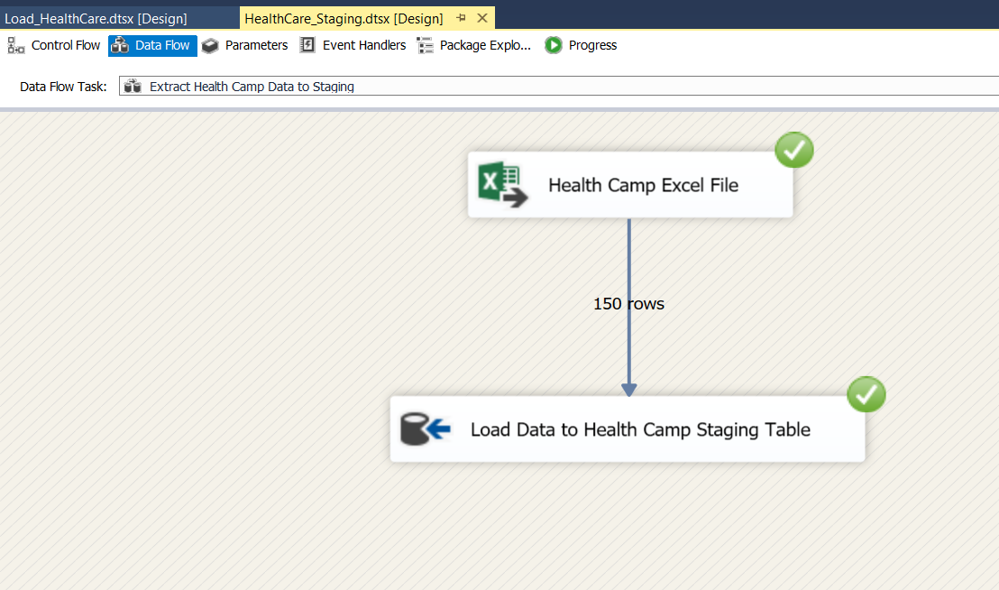 Load_HealthCare.dtsx [Design] HealthCare_Staging.dtsx [Design]
Control Flow Data Flow Parameters Event Handlers Package Explo... Progress
Data Flow Task: Extract Health Camp Data to Staging
Health Camp Excel File
150 rows
Load Data to Health Camp Staging Table